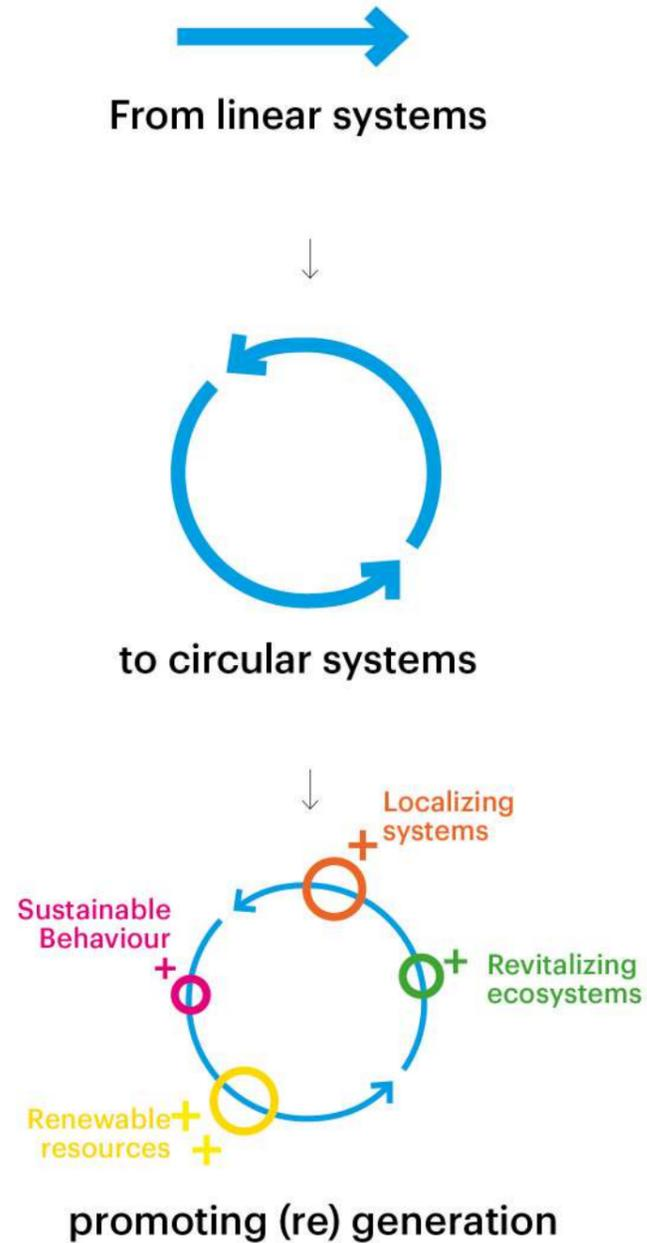 From linear systems
to circular systems
Localizing
systems
Sustainable
Behaviour
Revitalizing
ecosystems
Renewable
resources
promoting (re) generation